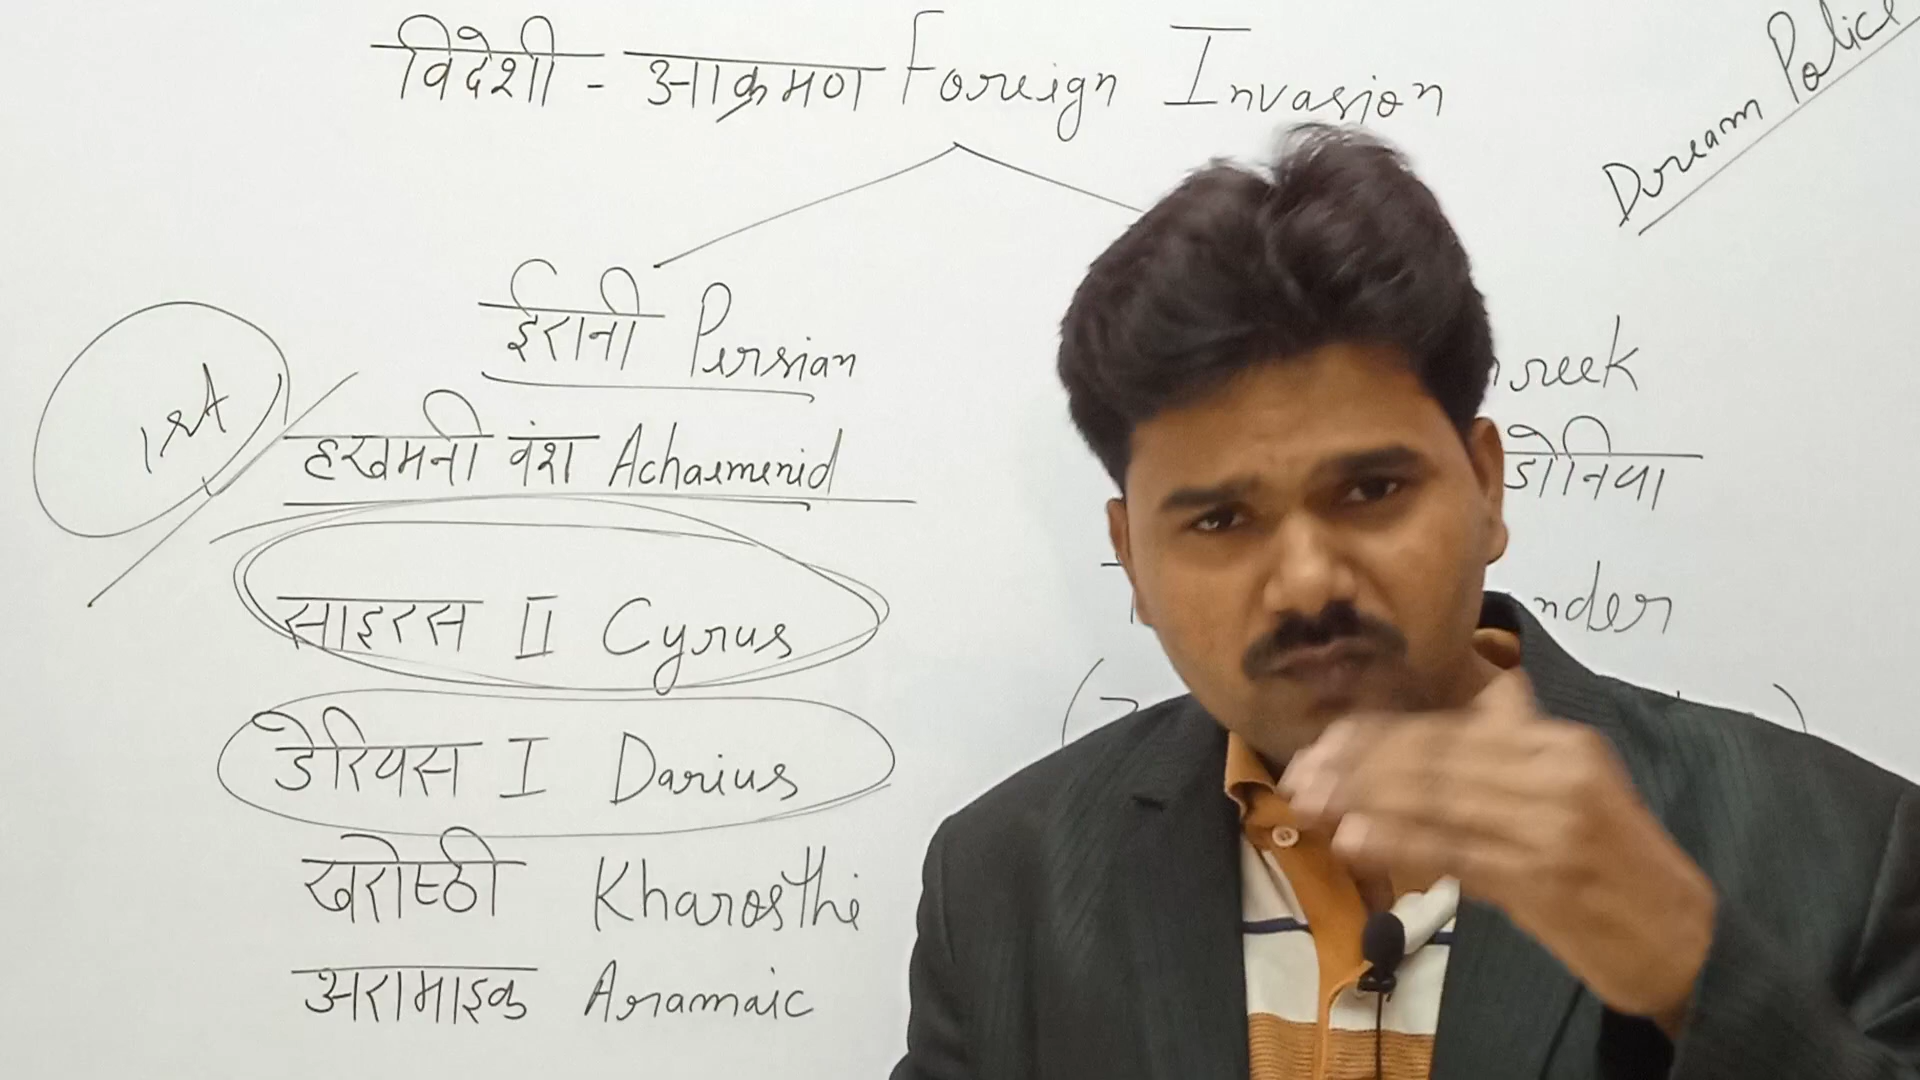 विदेशी - आक्रमण Foreign Invasion
Dream Police
ईरानी Persian
1st
हखमनी वंश Achaemenid
साइरस II Cyrus
डेरियस I Darius
खरोष्ठी Kharosthi
अरामाइक Aramaic
reek
डोनिया
nder